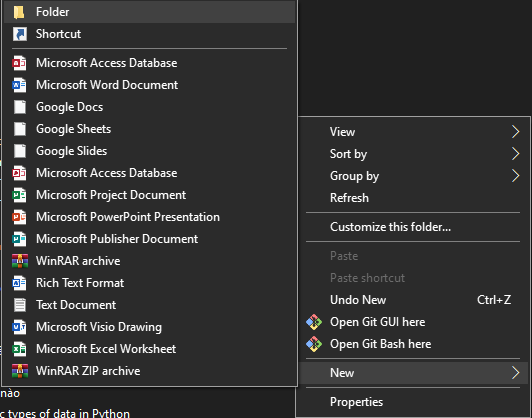 Folder
Shortcut
Microsoft Access Database
Microsoft Word Document
Google Docs
Google Sheets
Google Slides
Microsoft Access Database
Microsoft Project Document
Microsoft PowerPoint Presentation
Microsoft Publisher Document
WinRAR archive
Rich Text Format
Text Document
Microsoft Visio Drawing
Microsoft Excel Worksheet
WinRAR ZIP archive
View
Sort by
Group by
Refresh
Customize this folder...
Paste
Paste shortcut
Undo New Ctrl+Z
Open Git GUI here
Open Git Bash here
New
Properties
nào
c types of data in Python